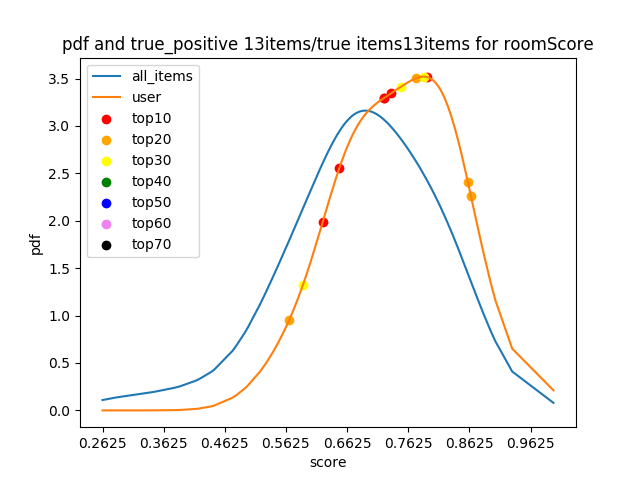 pdf and true_positive 13items/true items13items for roomScore
all_items
user
top10
top20
top30
top40
top50
top60
top70
3.5
3.0
2.5
2.0
1.5
1.0
0.5
0.0
pdf
0.2625 0.3625 0.4625 0.5625 0.6625 0.7625 0.8625 0.9625
score